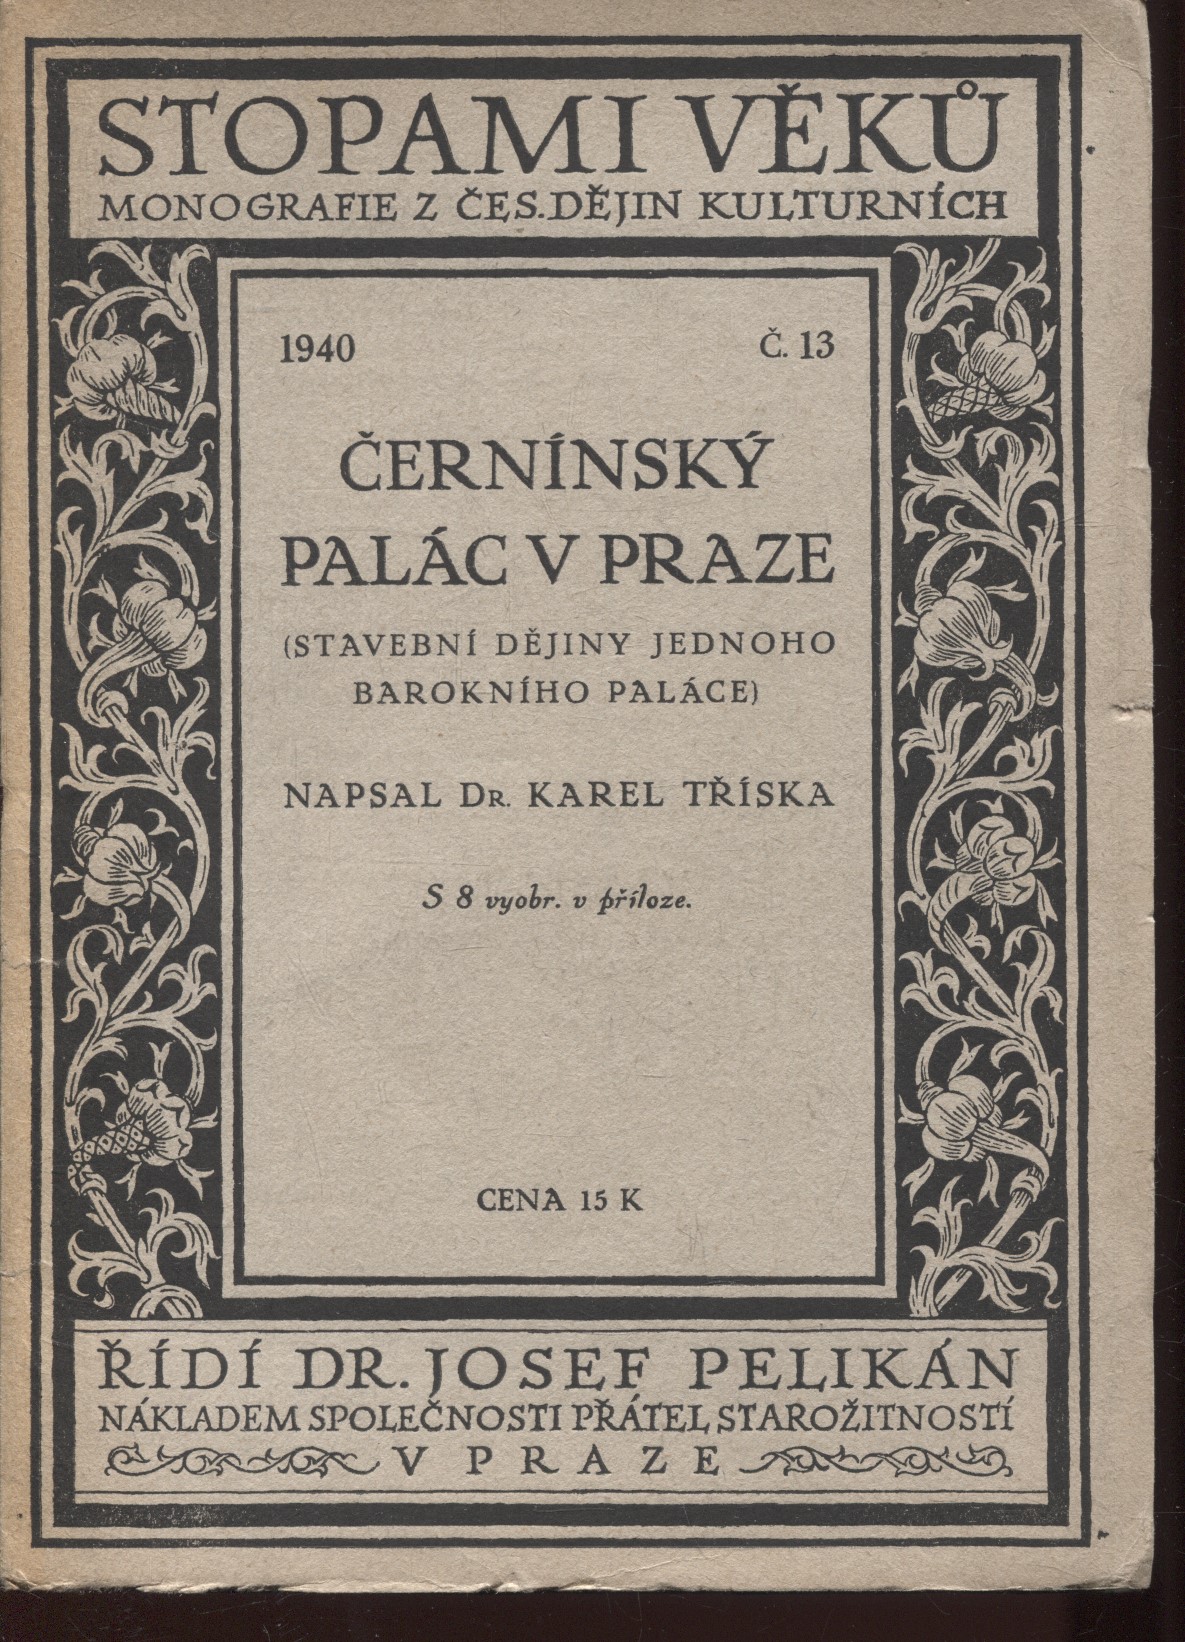 STOPAMI VĚKŮ
MONOGRAFIE Z ČES. DĚJIN KULTURNÍCH
1940 Č. 13
ČERNÍNSKÝ
PALÁC V PRAZE
(STAVEBNÍ DĚJINY JEDNOHO
BAROKNÍHO PALÁCE)
NAPSAL DR. KAREL TŘÍSKA
S 8 vyobr. v příloze.
CENA 15 K
ŘÍDÍ DR. JOSEF PELIKÁN
NÁKLADEM SPOLEČNOSTI PŘÁTEL STAROŽITNOSTÍ
V PRAZE